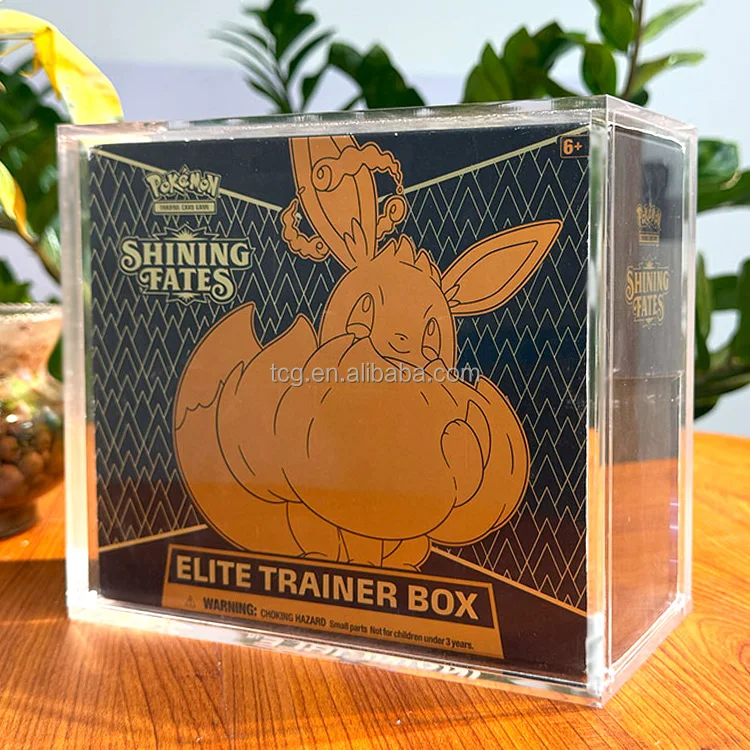 6+
POKéMON
TRADING CARD GAME
SHINING
FATES
POKéMON
SHINING
FATES
tcg.en.alibaba.com
ELITE TRAINER BOX
WARNING: CHOKING HAZARD Small parts Not for children under 3 years.